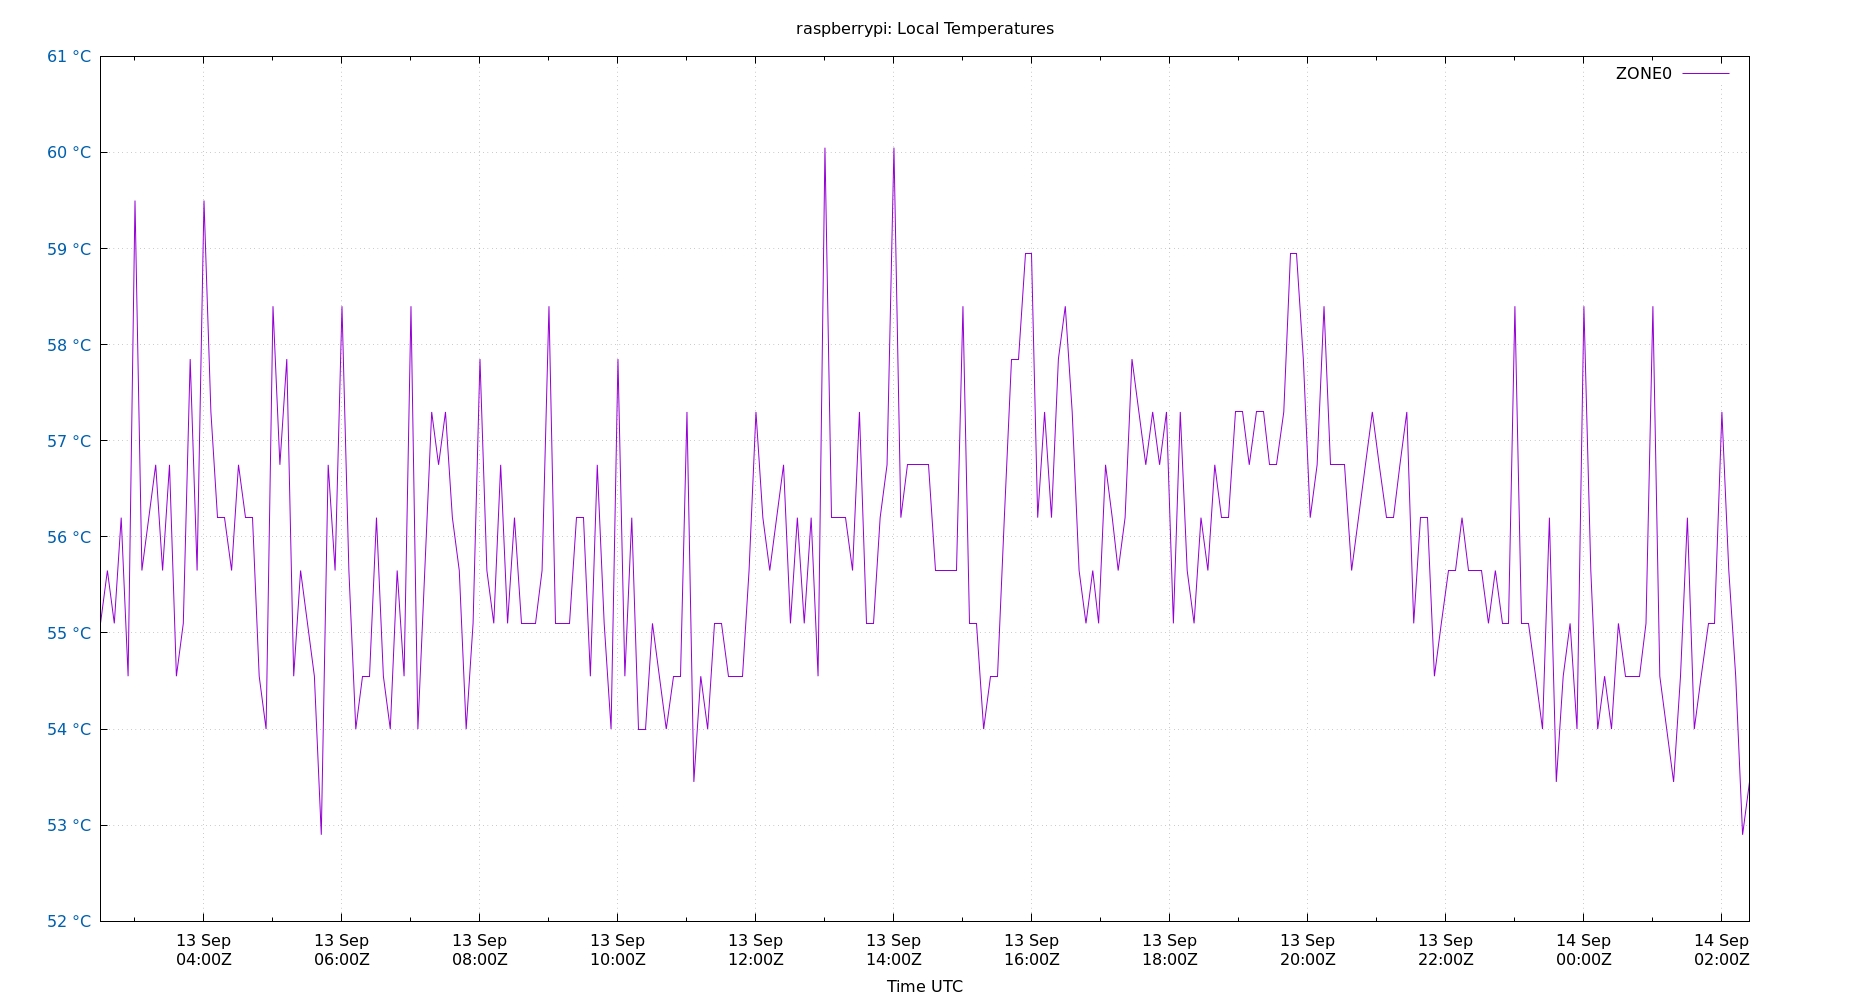 raspberrypi: Local Temperatures
61 °C
ZONE0
60 °C
59 °C
58 °C
57 °C
56 °C
55 °C
54 °C
53 °C
52 °C
13 Sep 13 Sep 13 Sep 13 Sep 13 Sep 13 Sep 13 Sep 13 Sep 13 Sep 13 Sep 14 Sep 14 Sep
04:00Z 06:00Z 08:00Z 10:00Z 12:00Z 14:00Z 16:00Z 18:00Z 20:00Z 22:00Z 00:00Z 02:00Z
Time UTC